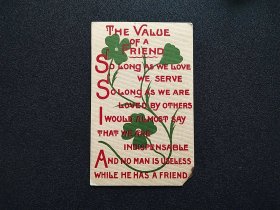 THE VALUE
OF A
FRIEND
SO LONG AS WE LOVE
WE SERVE
SO LONG AS WE ARE
LOVED BY OTHERS
I WOULD ALMOST SAY
THAT WE ARE
INDISPENSABLE
AND NO MAN IS USELESS
WHILE HE HAS A FRIEND